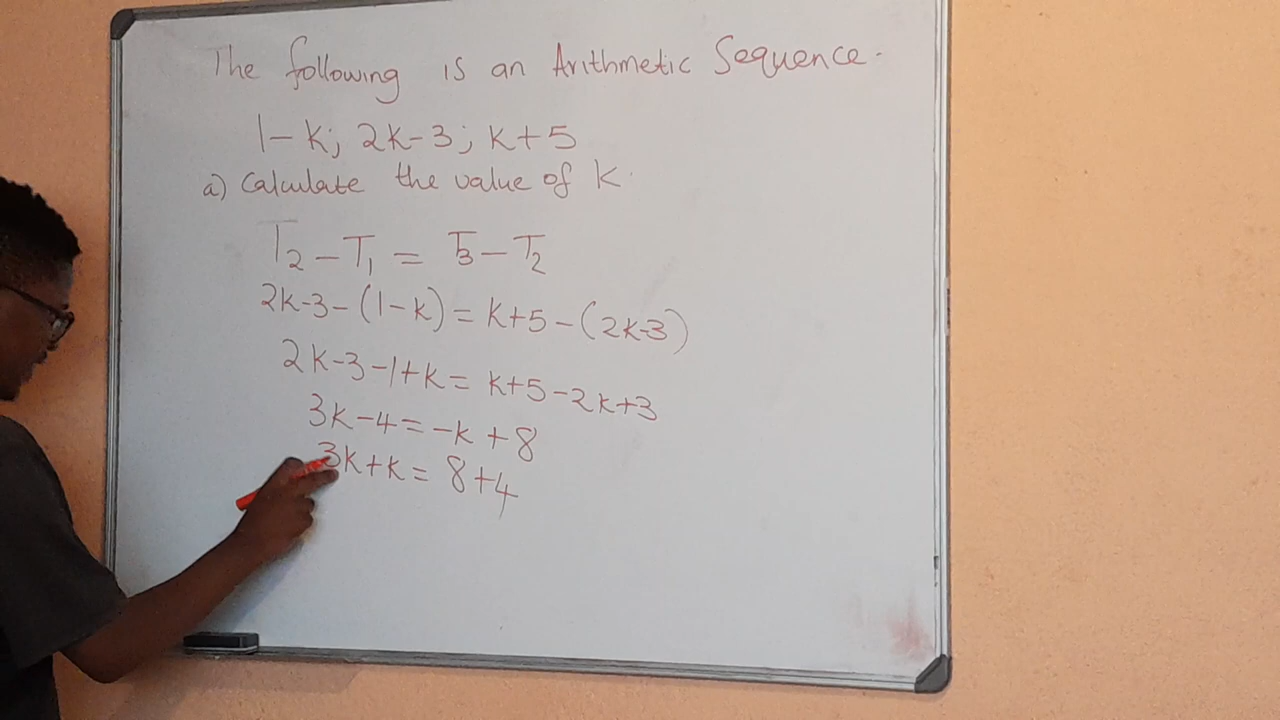 The following is an Arithmetic Sequence.
1-k; 2k-3; k+5
a) Calculate the value of k.
T2-T1 = T3-T2
2k-3-(1-k)=k+5-(2k-3)
2k-3-1+k= k+5-2k+3
3k-4=-k+8
3k+k= 8+4